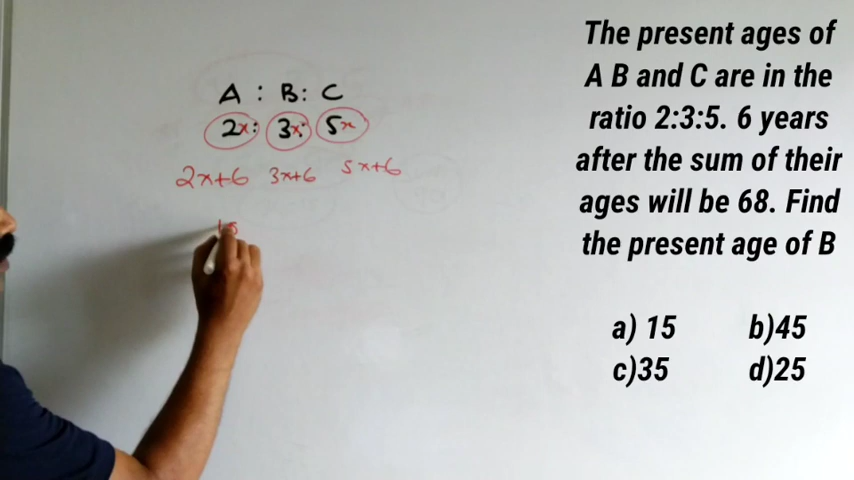 A : B : C
2x : 3x : 5x
2x+6 3x+6 5x+6
The present ages of
A B and C are in the
ratio 2:3:5. 6 years
after the sum of their
ages will be 68. Find
the present age of B
a) 15 b)45
c)35 d)25